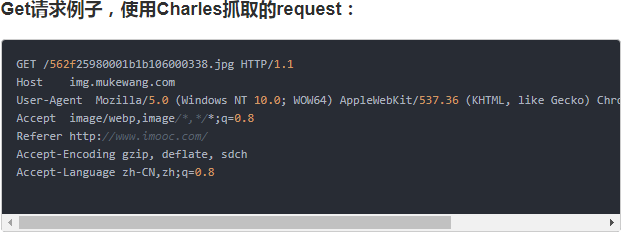 Get请求例子，使用Charles抓取的request：
GET /562f25980001b1b106000338.jpg HTTP/1.1
Host    img.mukewang.com
User-Agent  Mozilla/5.0 (Windows NT 10.0; WOW64) AppleWebKit/537.36 (KHTML, like Gecko) Chro
Accept  image/webp,image/*,*/*;q=0.8
Referer http://www.imooc.com/
Accept-Encoding gzip, deflate, sdch
Accept-Language zh-CN,zh;q=0.8